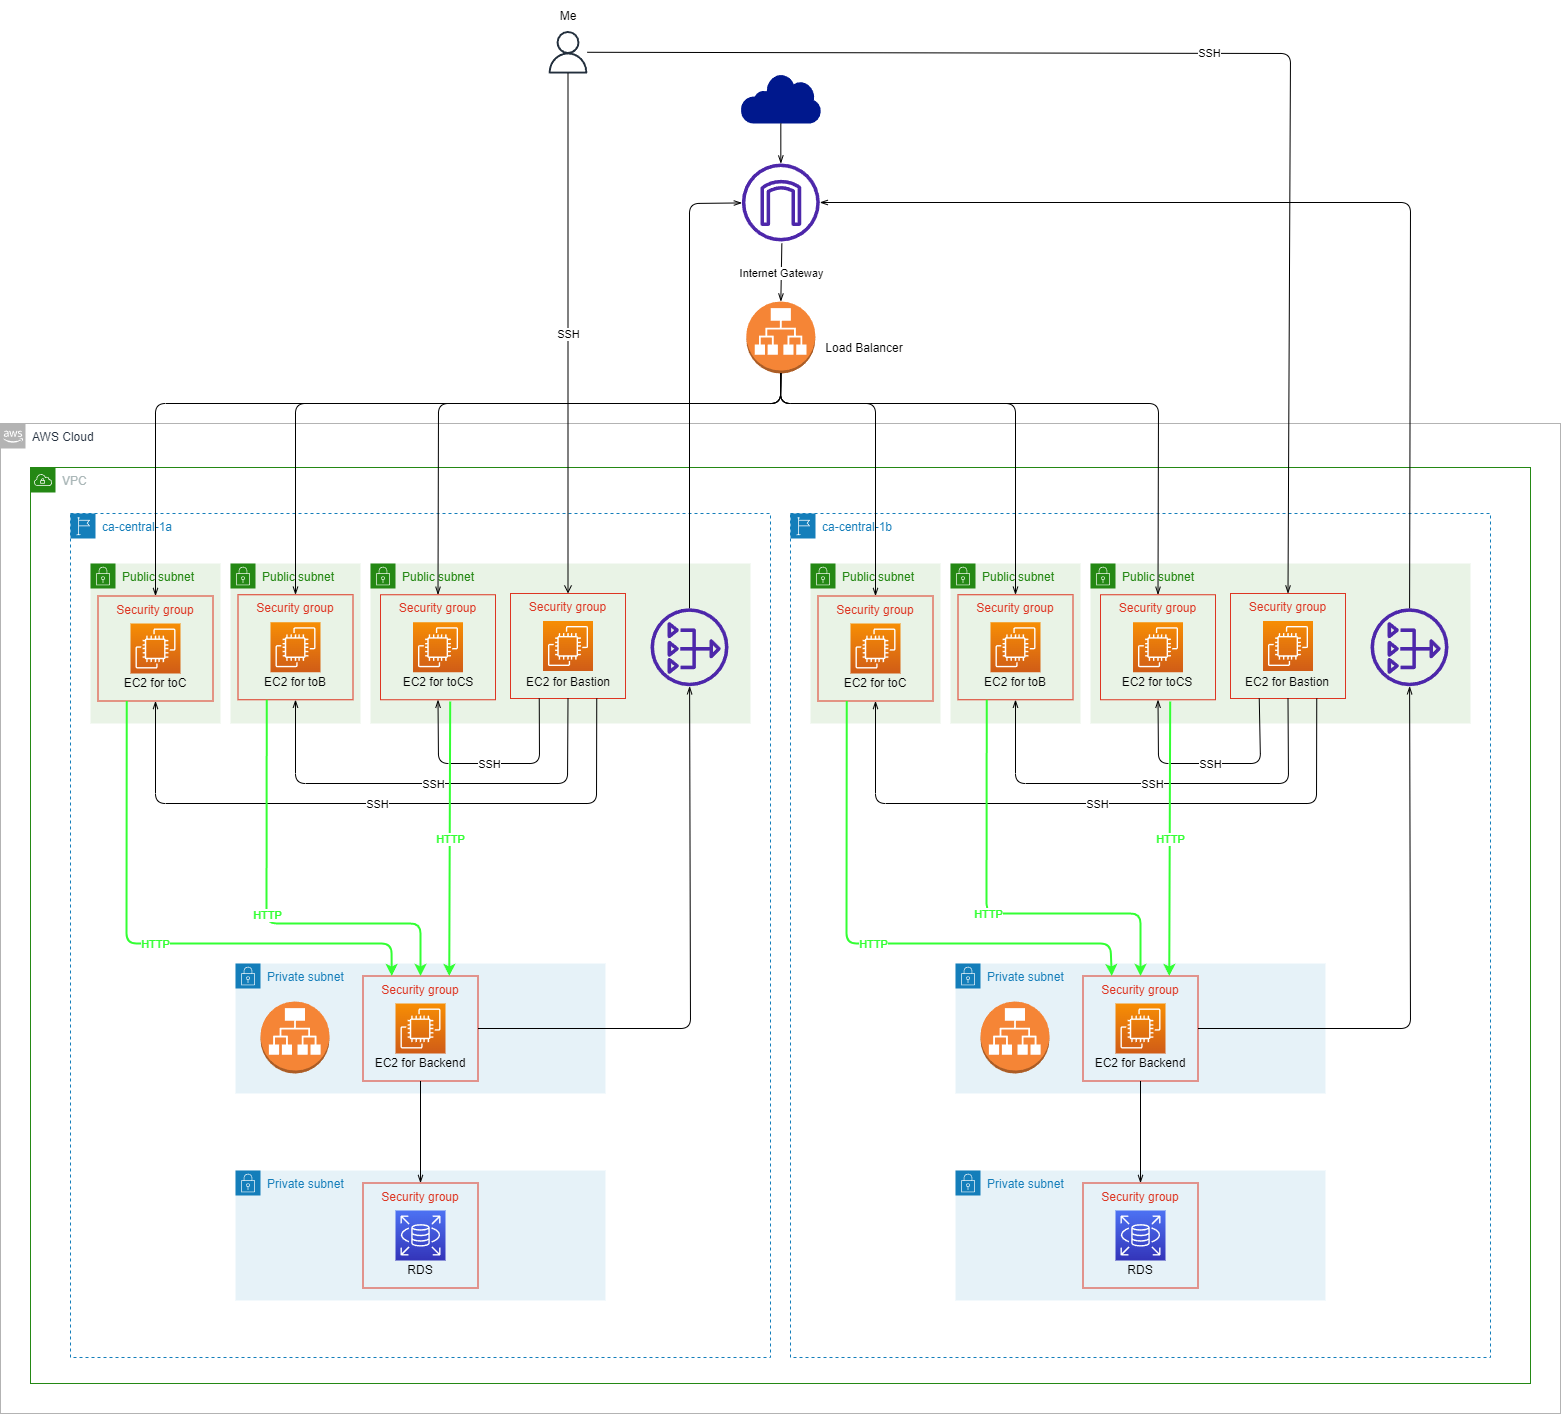 Me
SSH
Internet Gateway
SSH
Load Balancer
aws
AWS Cloud
VPC
ca-central-1a
ca-central-1b
Public subnet
Public subnet
Public subnet
Public subnet
Public subnet
Public subnet
Security group
Security group
Security group
Security group
Security group
Security group
Security group
Security group
EC2 for toC
EC2 for toB
EC2 for toCS
EC2 for Bastion
EC2 for toC
EC2 for toB
EC2 for toCS
EC2 for Bastion
SSH
SSH
SSH
SSH
SSH
SSH
HTTP
HTTP
HTTP
HTTP
HTTP
HTTP
Private subnet
Private subnet
Security group
Security group
EC2 for Backend
EC2 for Backend
Private subnet
Private subnet
Security group
Security group
RDS
RDS